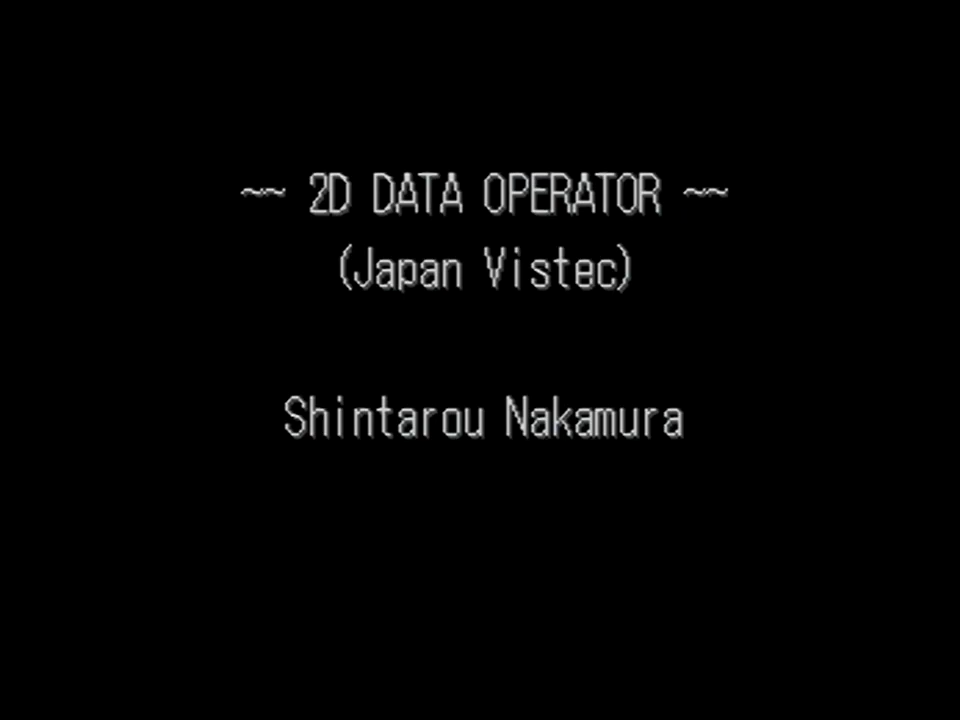 ~~ 2D DATA OPERATOR ~~
(Japan Vistec)
Shintarou Nakamura